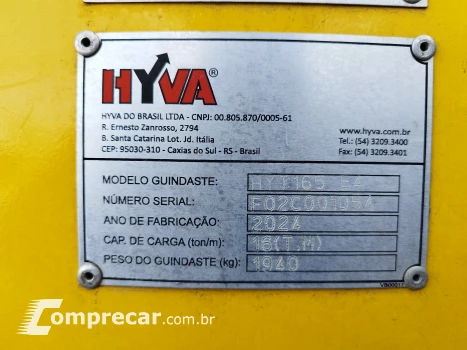 HYVA®
HYVA DO BRASIL LTDA - CNPJ: 00.805.870/0005-61
R. Ernesto Zanrosso, 2794
B. Santa Catarina Lot. Jd. Itália
CEP: 95030-310 - Caxias do Sul - RS - Brasil
www.hyva.com.br
Tel.: (54) 3209.3400
Fax: (54) 3209.3401
MODELO GUINDASTE:
NÚMERO SERIAL:
ANO DE FABRICAÇÃO: 2024
CAP. DE CARGA (ton/m): 16(T.M)
PESO DO GUINDASTE (kg): 1940
Comprecar.com.br